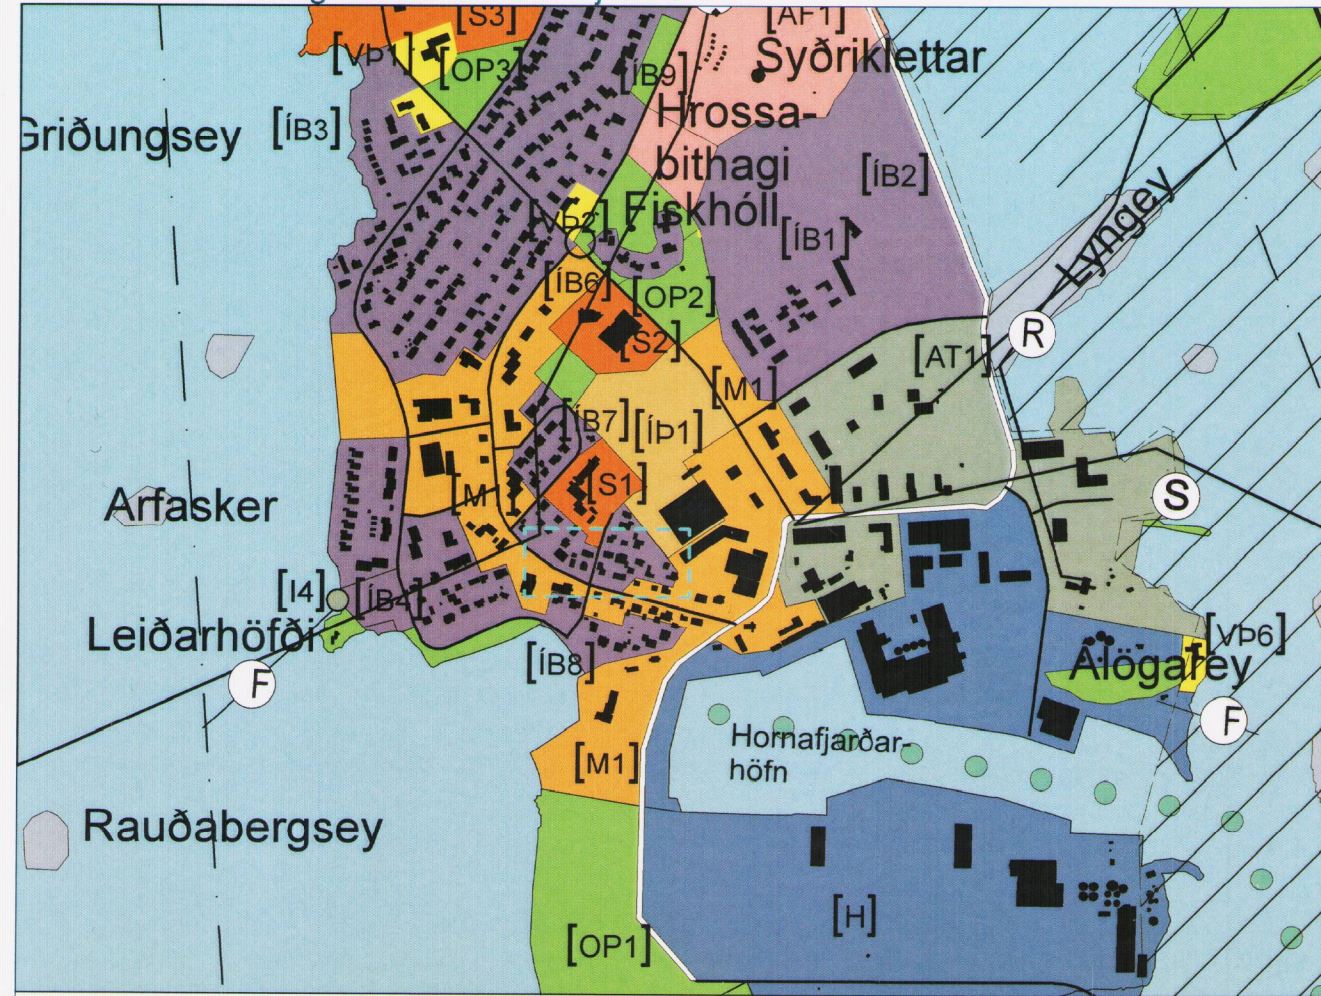 [S3]
[AF1]
[VÞ1]
[OP3]
[ÍB9]
Syðriklettar
Griðungsey
[ÍB3]
Hrossa-
bithagi
[ÍB2]
[VÞ2]
Fiskhóll
[ÍB1]
Lyngey
[ÍB6]
[OP2]
R
[S2]
[AT1]
[M1]
[ÍB7]
[ÍÞ1]
[S1]
[M
Arfasker
S
[I4]
[ÍB4]
Leiðarhöfði
[VÞ6]
[ÍB8]
Álögarey
F
F
Hornafjarðar-
höfn
[M1]
Rauðabergsey
[H]
[OP1]